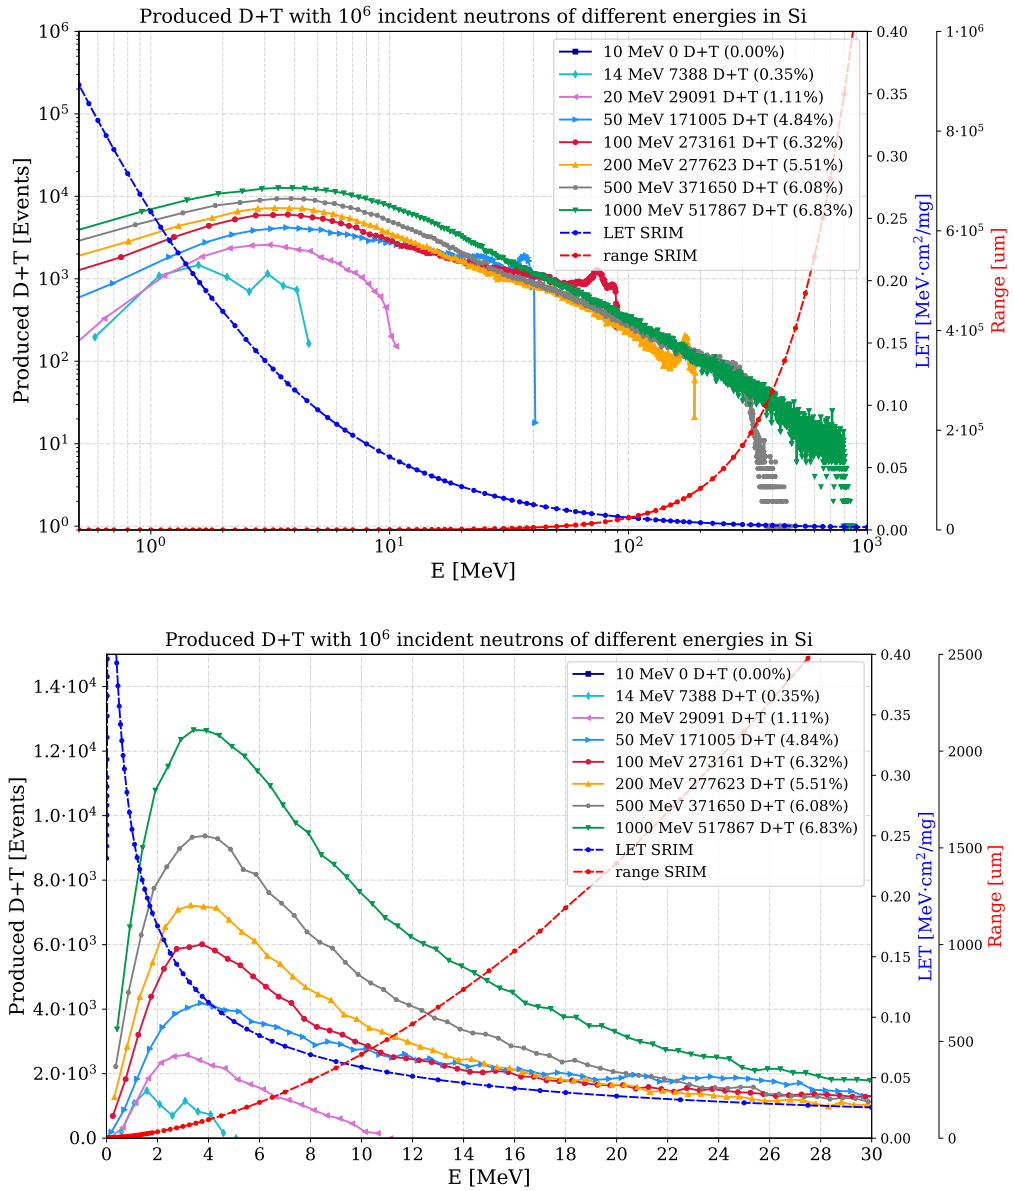 Produced D+T with 10⁶ incident neutrons of different energies in Si
10⁶
10⁵
10⁴
10³
10²
10¹
10⁰
Produced D+T [Events]
10 MeV 0 D+T (0.00%)
14 MeV 7388 D+T (0.35%)
20 MeV 29091 D+T (1.11%)
50 MeV 171005 D+T (4.84%)
100 MeV 273161 D+T (6.32%)
200 MeV 277623 D+T (5.51%)
500 MeV 371650 D+T (6.08%)
1000 MeV 517867 D+T (6.83%)
LET SRIM
range SRIM
0.40
0.35
0.30
0.25
0.20
0.15
0.10
0.05
0.00
LET [MeV·cm²/mg]
1·10⁶
8·10⁵
6·10⁵
4·10⁵
2·10⁵
0
Range [um]
10⁰ 10¹ 10² 10³
E [MeV]
Produced D+T with 10⁶ incident neutrons of different energies in Si
1.4·10⁴
1.2·10⁴
1.0·10⁴
8.0·10³
6.0·10³
4.0·10³
2.0·10³
0.0
Produced D+T [Events]
10 MeV 0 D+T (0.00%)
14 MeV 7388 D+T (0.35%)
20 MeV 29091 D+T (1.11%)
50 MeV 171005 D+T (4.84%)
100 MeV 273161 D+T (6.32%)
200 MeV 277623 D+T (5.51%)
500 MeV 371650 D+T (6.08%)
1000 MeV 517867 D+T (6.83%)
LET SRIM
range SRIM
0.40
0.35
0.30
0.25
0.20
0.15
0.10
0.05
0.00
LET [MeV·cm²/mg]
2500
2000
1500
1000
500
0
Range [um]
0 2 4 6 8 10 12 14 16 18 20 22 24 26 28 30
E [MeV]